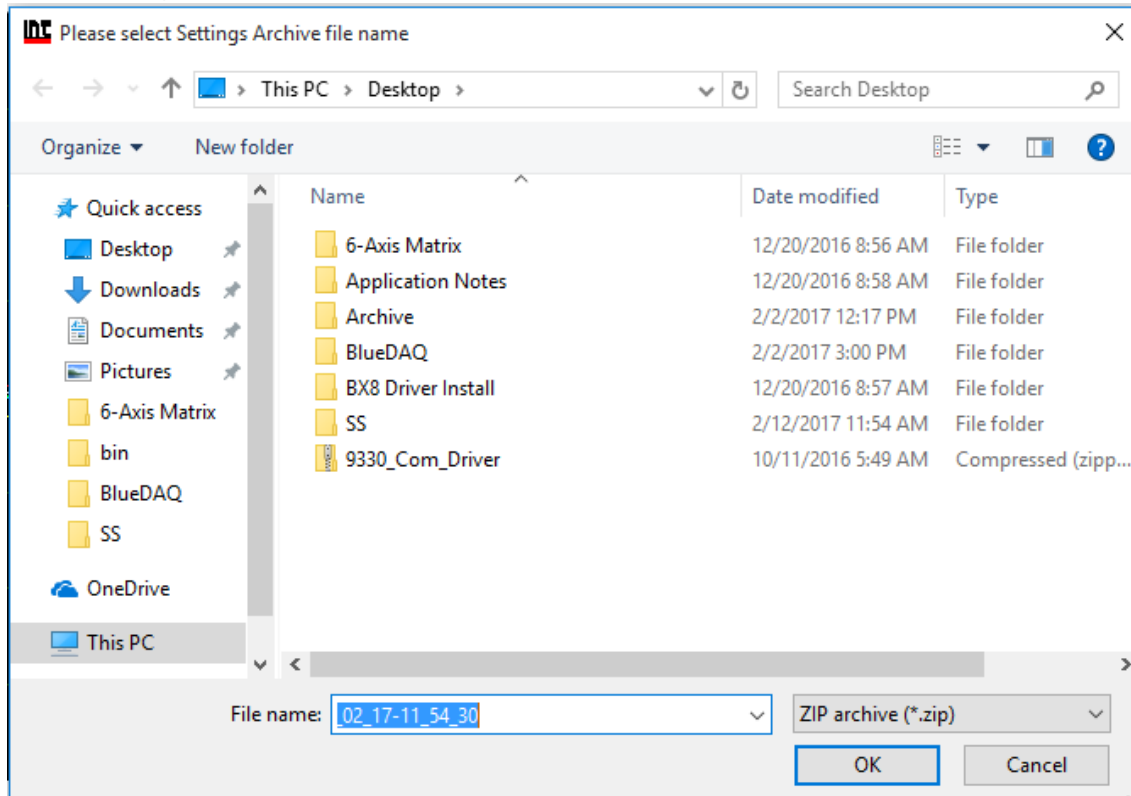 INT Please select Settings Archive file name
This PC > Desktop >
Search Desktop
Organize
New folder
?
Name
Date modified
Type
Quick access
Desktop
Downloads
Documents
Pictures
6-Axis Matrix
bin
BlueDAQ
SS
OneDrive
This PC
6-Axis Matrix 12/20/2016 8:56 AM File folder
Application Notes 12/20/2016 8:58 AM File folder
Archive 2/2/2017 12:17 PM File folder
BlueDAQ 2/2/2017 3:00 PM File folder
BX8 Driver Install 12/20/2016 8:57 AM File folder
SS 2/12/2017 11:54 AM File folder
9330_Com_Driver 10/11/2016 5:49 AM Compressed (zipp...
File name: _02_17-11_54_30
ZIP archive (*.zip)
OK
Cancel